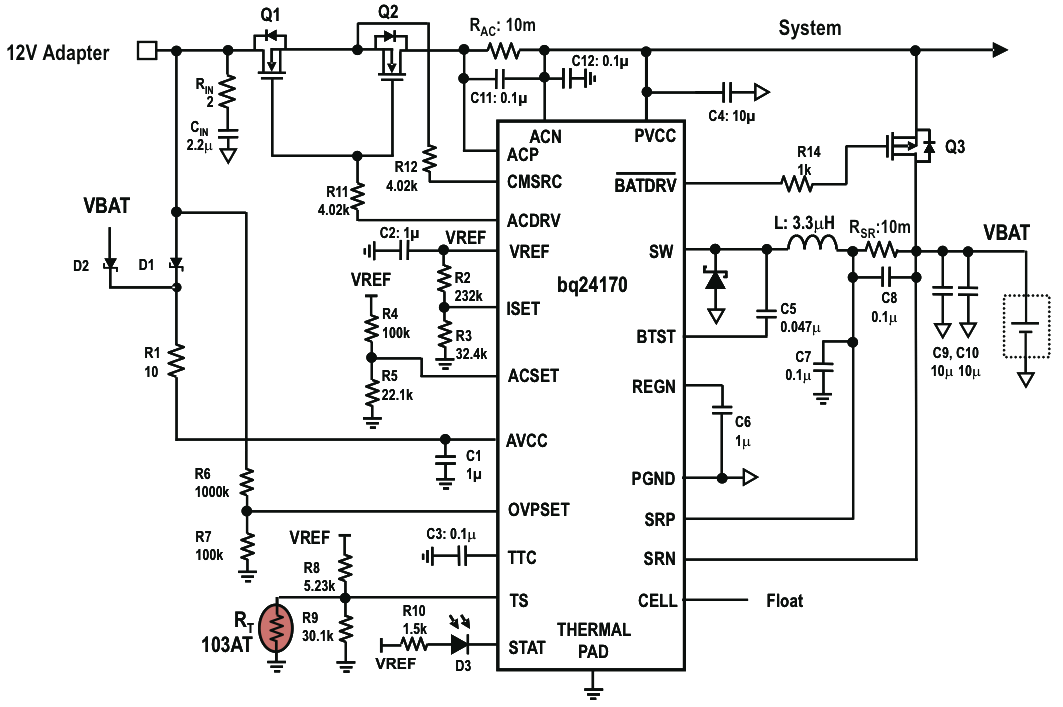 Q1
Q2
R_AC: 10m
System
12V Adapter
C12: 0.1µ
R_IN
2
C11: 0.1µ
C4: 10µ
C_IN
2.2µ
ACN
PVCC
ACP
R12
4.02k
CMSRC
BATDRV
R14
1k
Q3
R11
4.02k
ACDRV
VBAT
C2: 1µ
VREF
VREF
SW
L: 3.3µH
R_SR:10m
VBAT
D2
D1
VREF
R2
232k
bq24170
ISET
C8
0.1µ
R4
100k
R3
32.4k
C5
0.047µ
BTST
R1
10
ACSET
C7
0.1µ
C9, C10
10µ 10µ
R5
22.1k
REGN
C6
1µ
AVCC
C1
1µ
R6
1000k
PGND
OVPSET
SRP
R7
100k
VREF
C3: 0.1µ
TTC
SRN
R8
5.23k
TS
CELL
Float
R_T
103AT
R9
30.1k
R10
1.5k
VREF
D3
STAT
THERMAL
PAD